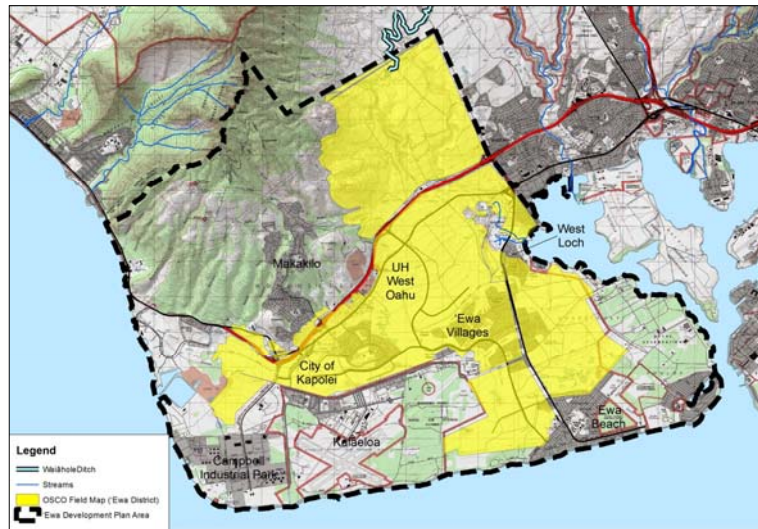 Makakilo
UH
West
Oahu
West
Loch
'Ewa
Villages
City of
Kapolei
Ewa
Beach
Kalaeloa
Campbell
Industrial Park
Legend
WaiāholeDitch
Streams
OSCO Field Map ('Ewa District)
Ewa Development Plan Area